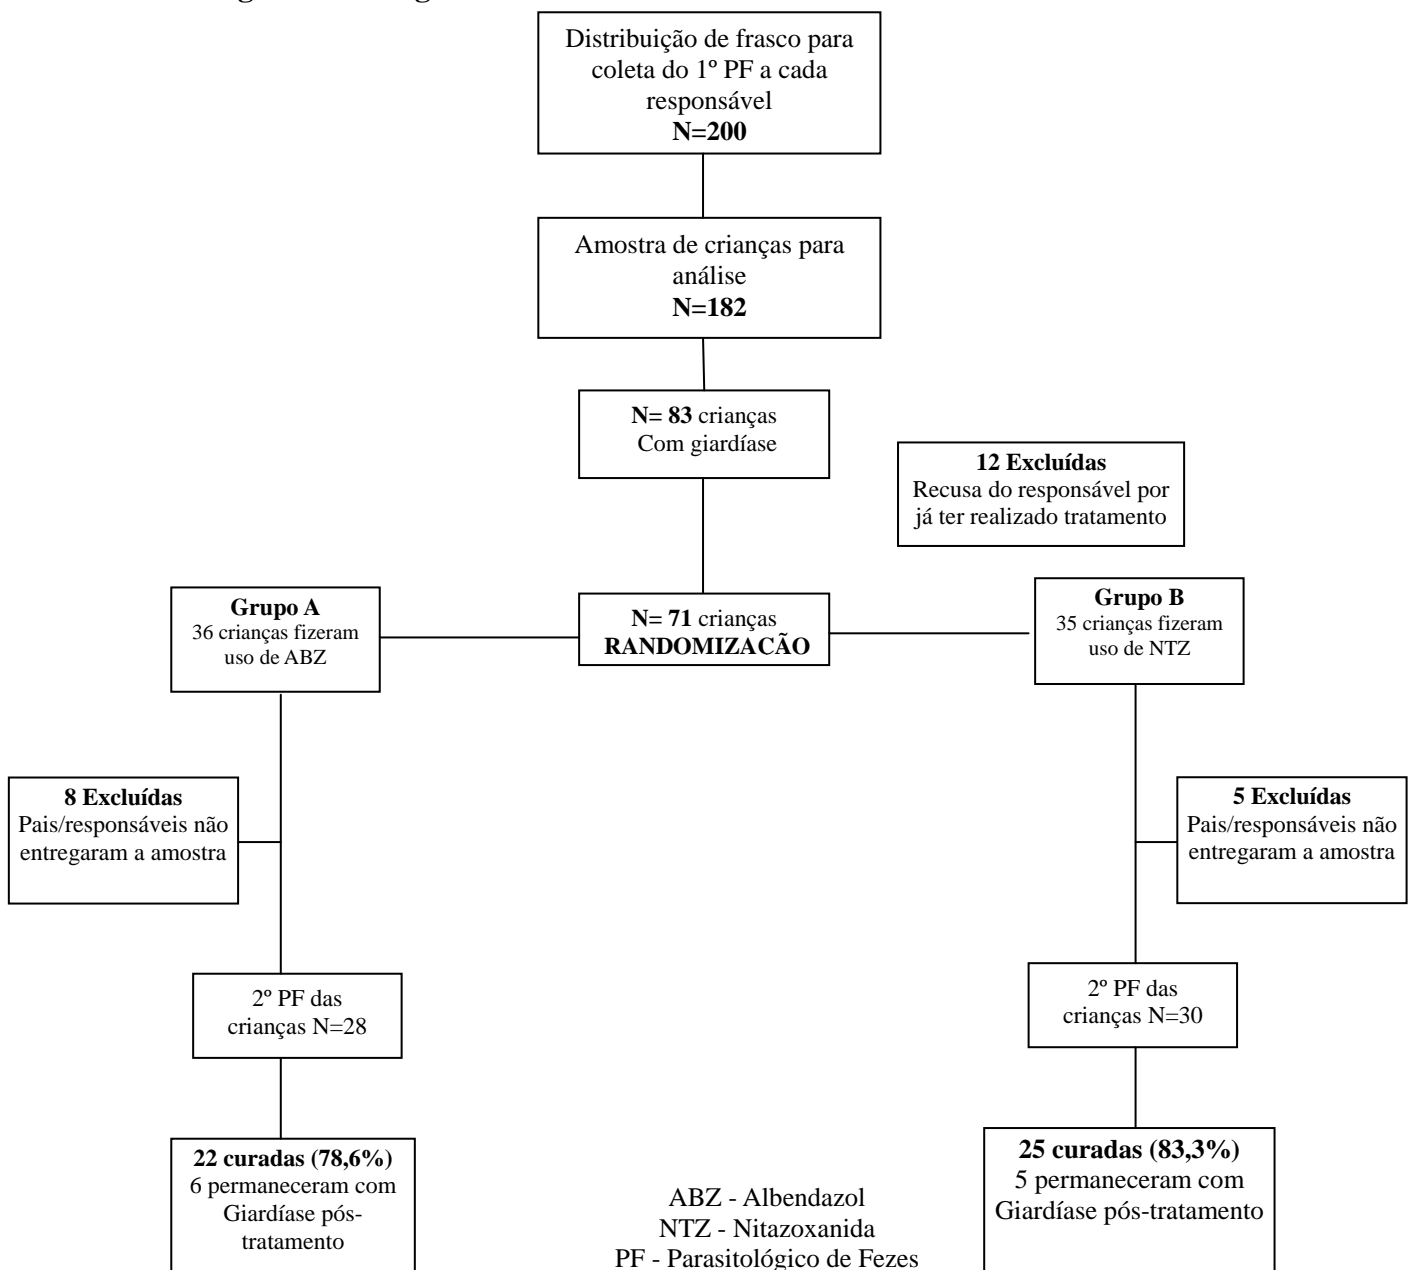 Distribuição de frasco para
coleta do 1º PF a cada
responsável
N=200
Amostra de crianças para
análise
N=182
N= 83 crianças
Com giardíase
12 Excluídas
Recusa do responsável por
já ter realizado tratamento
Grupo A
36 crianças fizeram
uso de ABZ
N= 71 crianças
RANDOMIZACÃO
Grupo B
35 crianças fizeram
uso de NTZ
8 Excluídas
Pais/responsáveis não
entregaram a amostra
5 Excluídas
Pais/responsáveis não
entregaram a amostra
2º PF das
crianças N=28
2º PF das
crianças N=30
22 curadas (78,6%)
6 permaneceram com
Giardíase pós-
tratamento
25 curadas (83,3%)
5 permaneceram com
Giardíase pós-tratamento
ABZ - Albendazol
NTZ - Nitazoxanida
PF - Parasitológico de Fezes